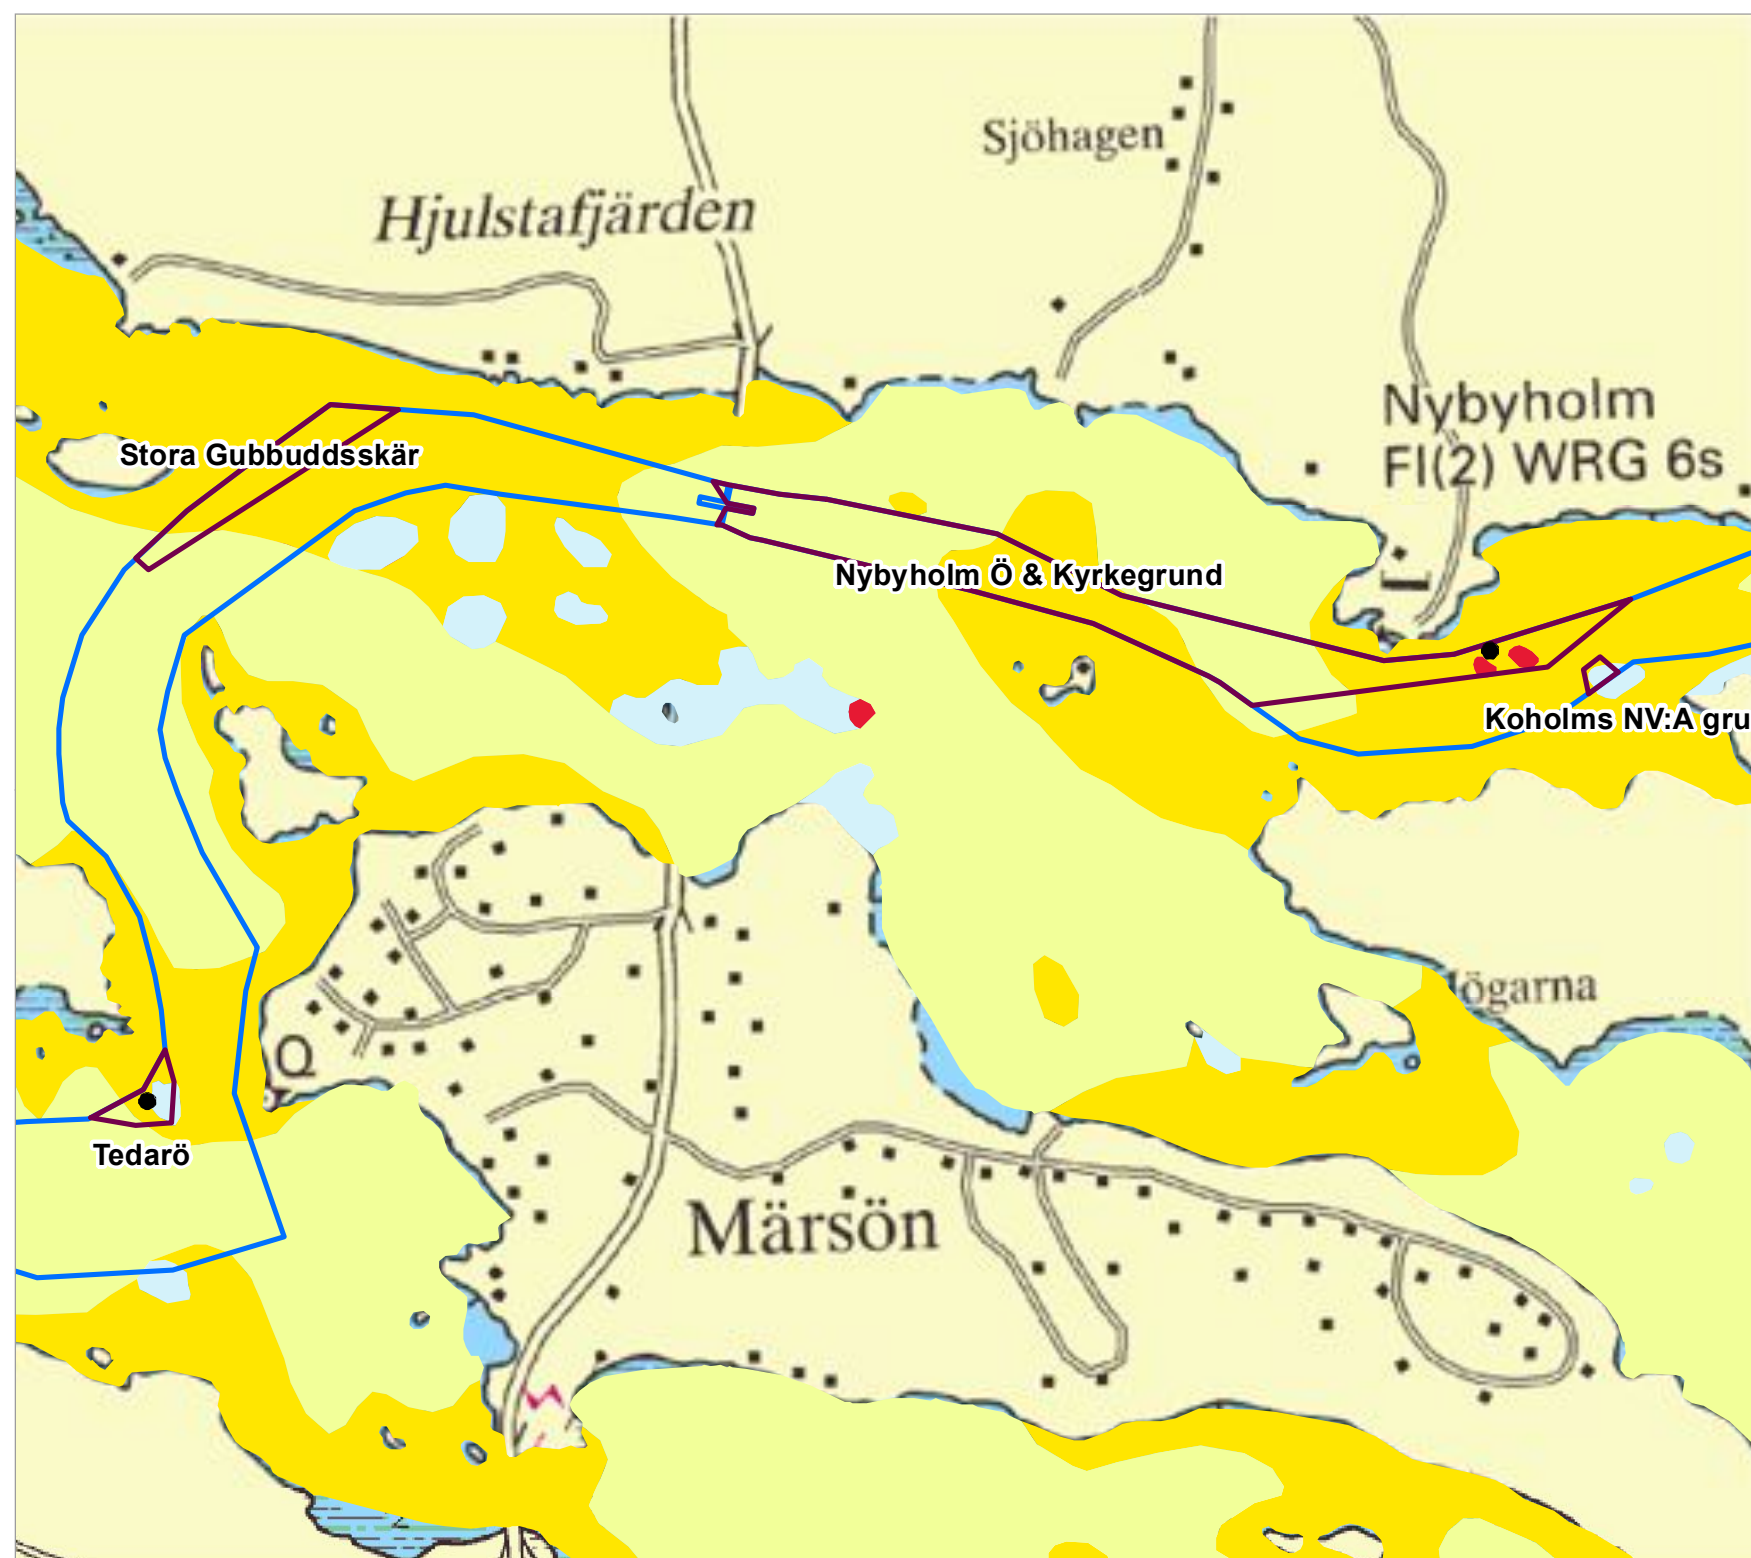 Sjöhagen
Hjulstafjärden
Nybyholm
Fl(2) WRG 6s
Stora Gubbuddsskär
Nybyholm Ö & Kyrkegrund
Koholms NV:A gru
ögarna
Q
Tedarö
Märsön